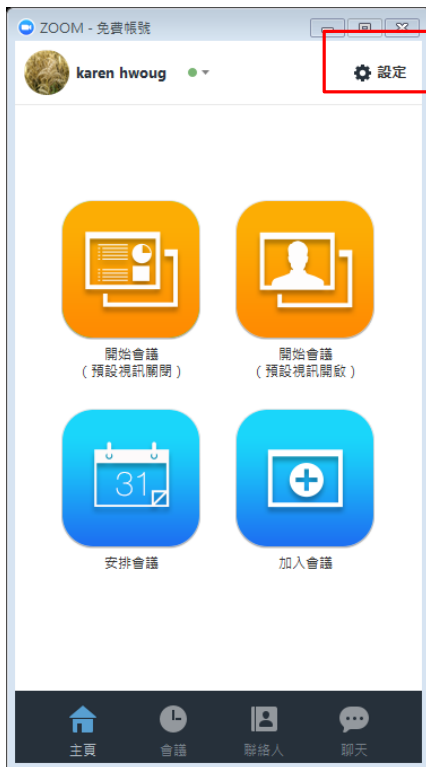 ZOOM - 免費帳號
karen hwoug
設定
開始會議
(預設視訊關閉)
開始會議
(預設視訊開啟)
31
安排會議
加入會議
主頁
會議
聯絡人
聊天